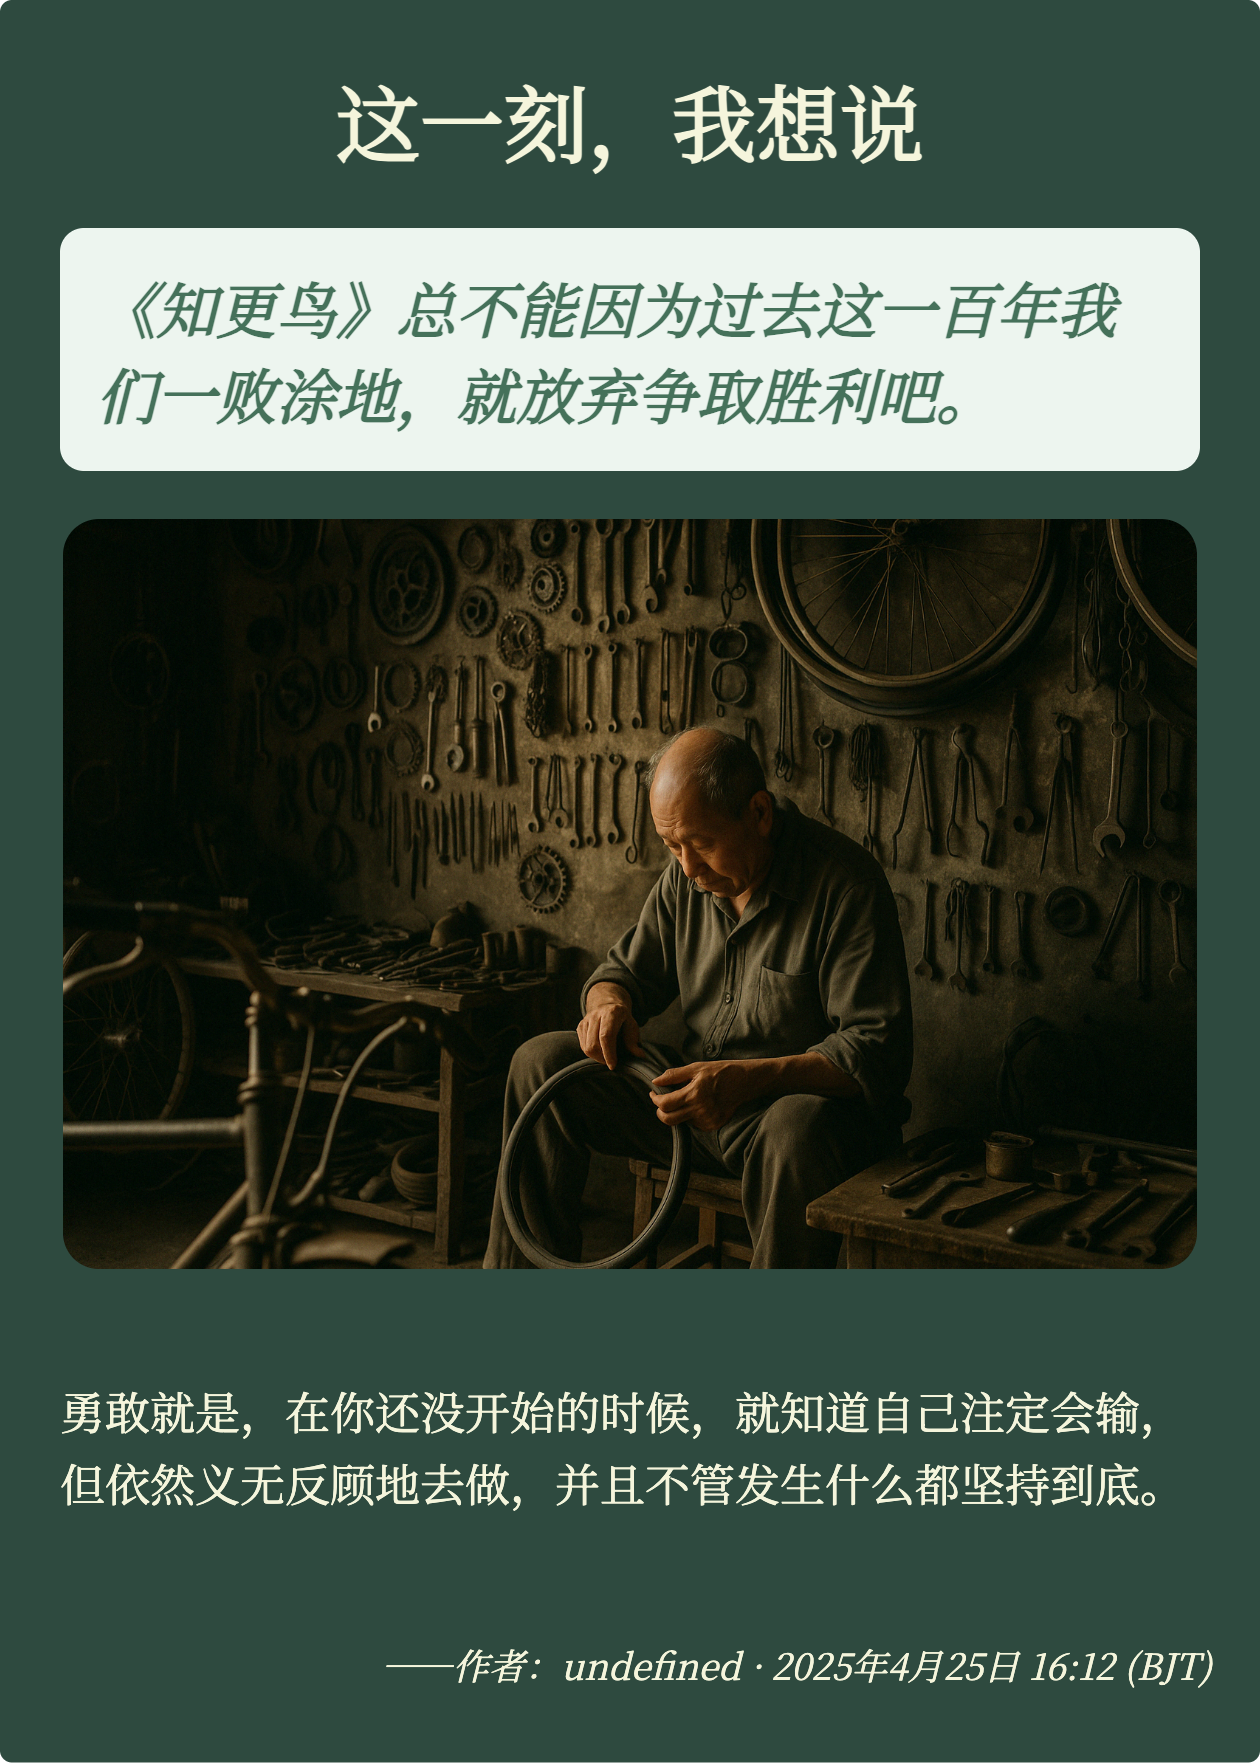 这一刻，我想说
《知更鸟》总不能因为过去这一百年我
们一败涂地，就放弃争取胜利吧。
勇敢就是，在你还没开始的时候，就知道自己注定会输，
但依然义无反顾地去做，并且不管发生什么都坚持到底。
——作者：undefined · 2025年4月25日 16:12 (BJT)